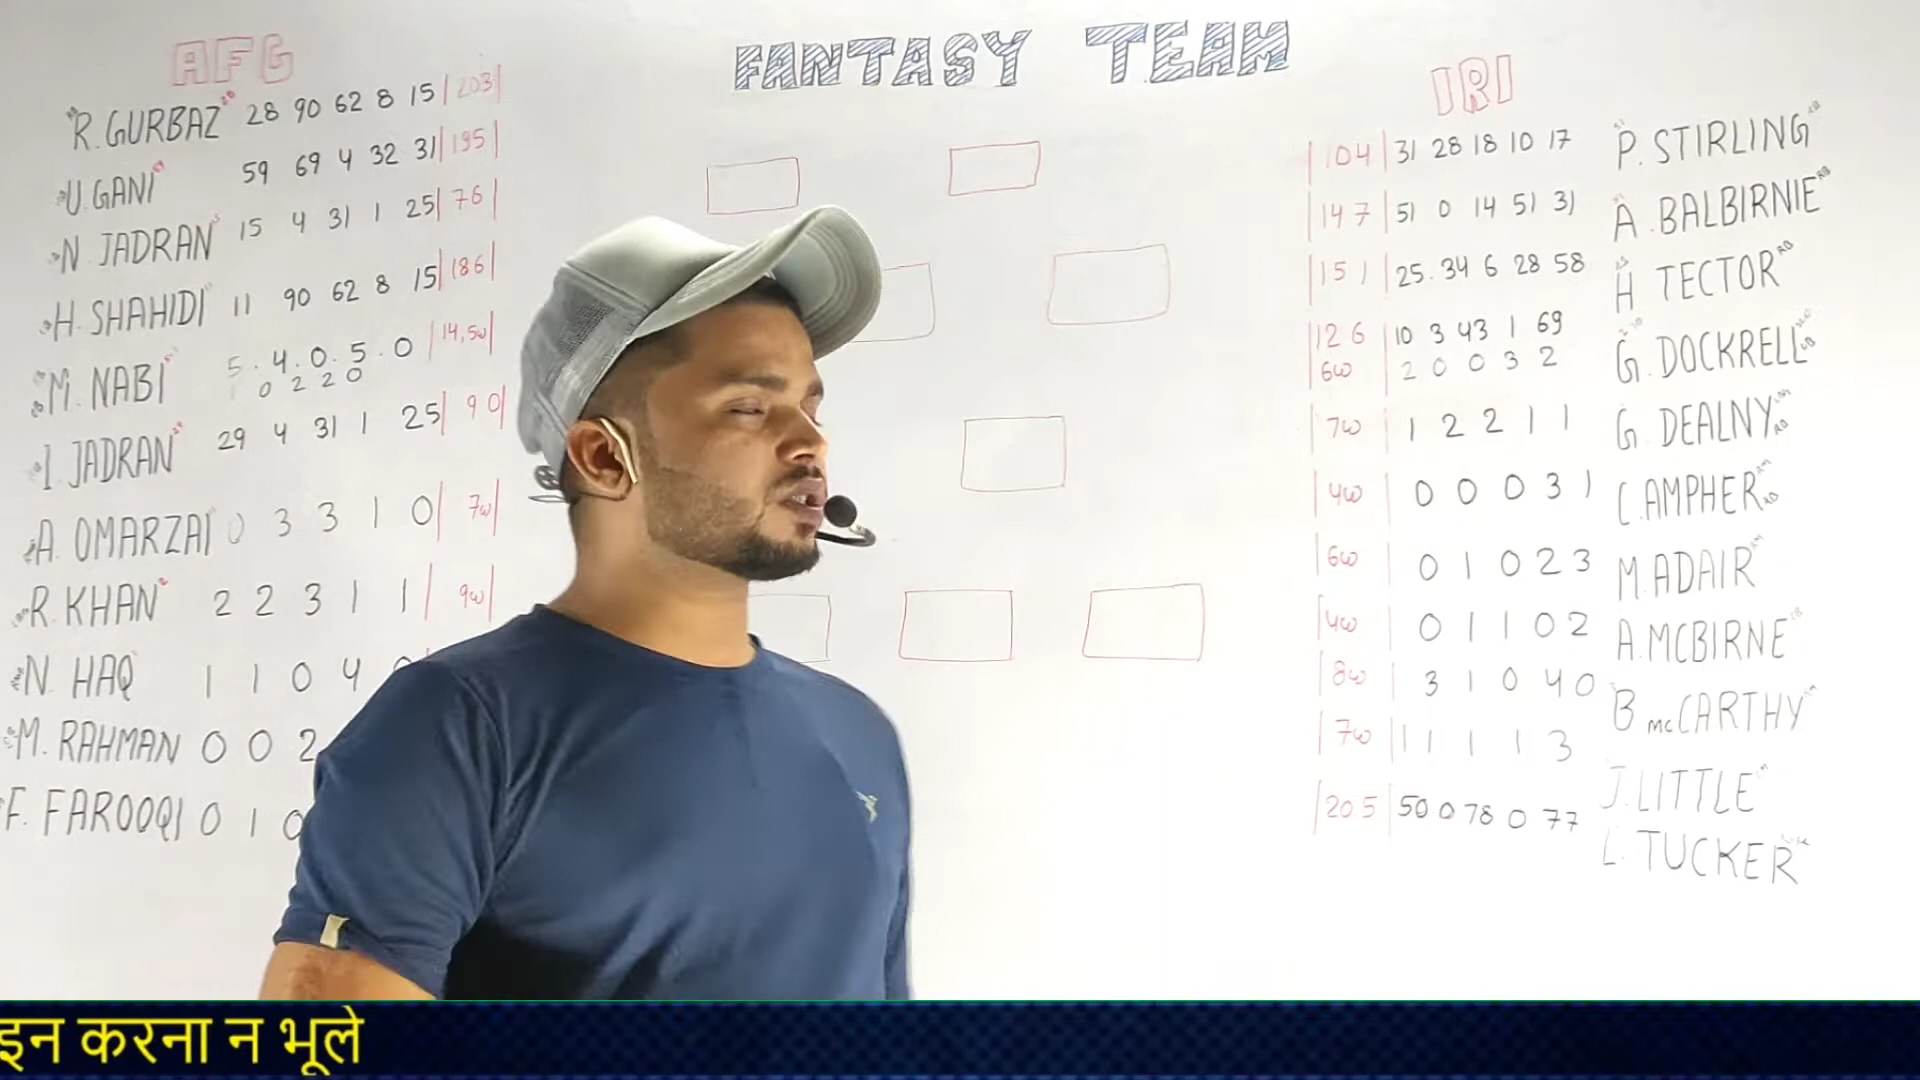 FANTASY TEAM
AFG
R. GURBAZ 28 90 62 8 15 | 203 |
U. GANI 59 69 4 32 31 | 195 |
N JADRAN 15 4 31 1 25 | 76 |
H. SHAHIDI 11 90 62 8 15 | 186 |
M. NABI 5 . 4 . 0 . 5 . 0 | 14, 5w |
1 0 2 2 0
I. JADRAN 29 4 31 1 25 | 90 |
A. OMARZAI 0 3 3 1 0 | 7w |
R. KHAN 2 2 3 1 1 | 9w |
N. HAQ 1 1 0 4
M. RAHMAN 0 0 2
F. FAROOQI 0 1 0
IRI
| 104 | 31 28 18 10 17 P. STIRLING
| 147 | 51 0 14 51 31 A. BALBIRNIE
| 151 | 25. 34 6 28 58 H TECTOR
| 126 | 10 3 43 1 69 G. DOCKRELL
6w | 2 0 0 3 2
| 7w | 1 2 2 1 1 G. DEALNY
| 4w | 0 0 0 3 1 C. AMPHER
| 6w | 0 1 0 2 3 M. ADAIR
| 4w | 0 1 1 0 2 A. MCBIRNE
| 8w | 3 1 0 4 0 B mcCARTHY
| 7w | 1 1 1 1 3 J. LITTLE
| 205 | 50 0 78 0 77 L. TUCKER
इन करना न भूले